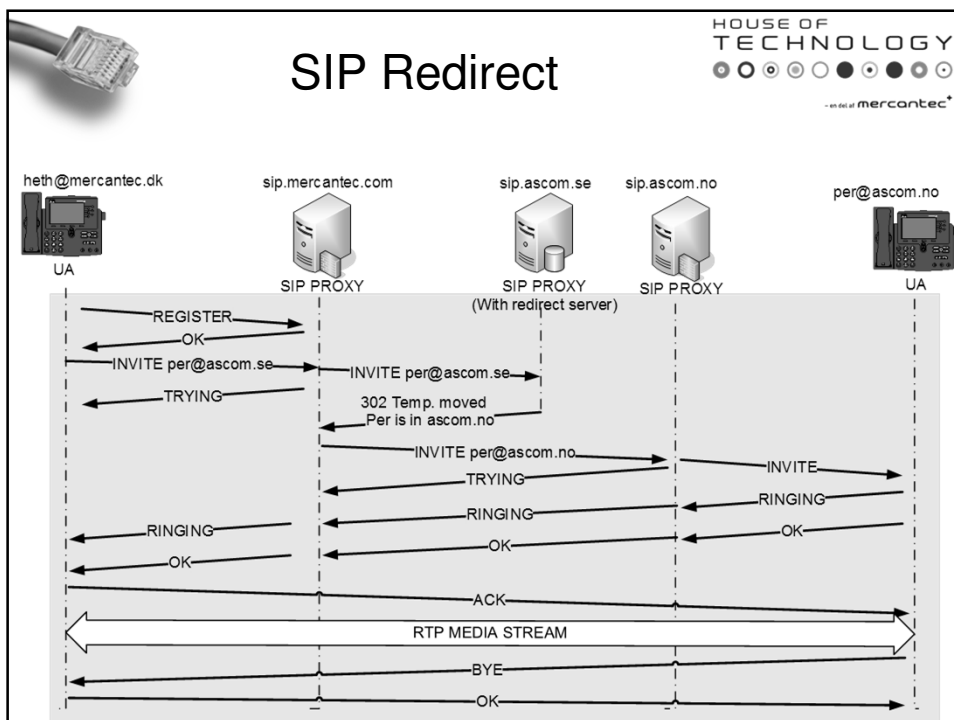 SIP Redirect
HOUSE OF
TECHNOLOGY
- en del af mercantec+
heth@mercantec.dk
sip.mercantec.com
sip.ascom.se
sip.ascom.no
per@ascom.no
UA
SIP PROXY
SIP PROXY
(With redirect server)
SIP PROXY
UA
REGISTER
OK
INVITE per@ascom.se
INVITE per@ascom.se
TRYING
302 Temp. moved
Per is in ascom.no
INVITE per@ascom.no
INVITE
TRYING
RINGING
RINGING
RINGING
OK
OK
OK
ACK
RTP MEDIA STREAM
BYE
OK